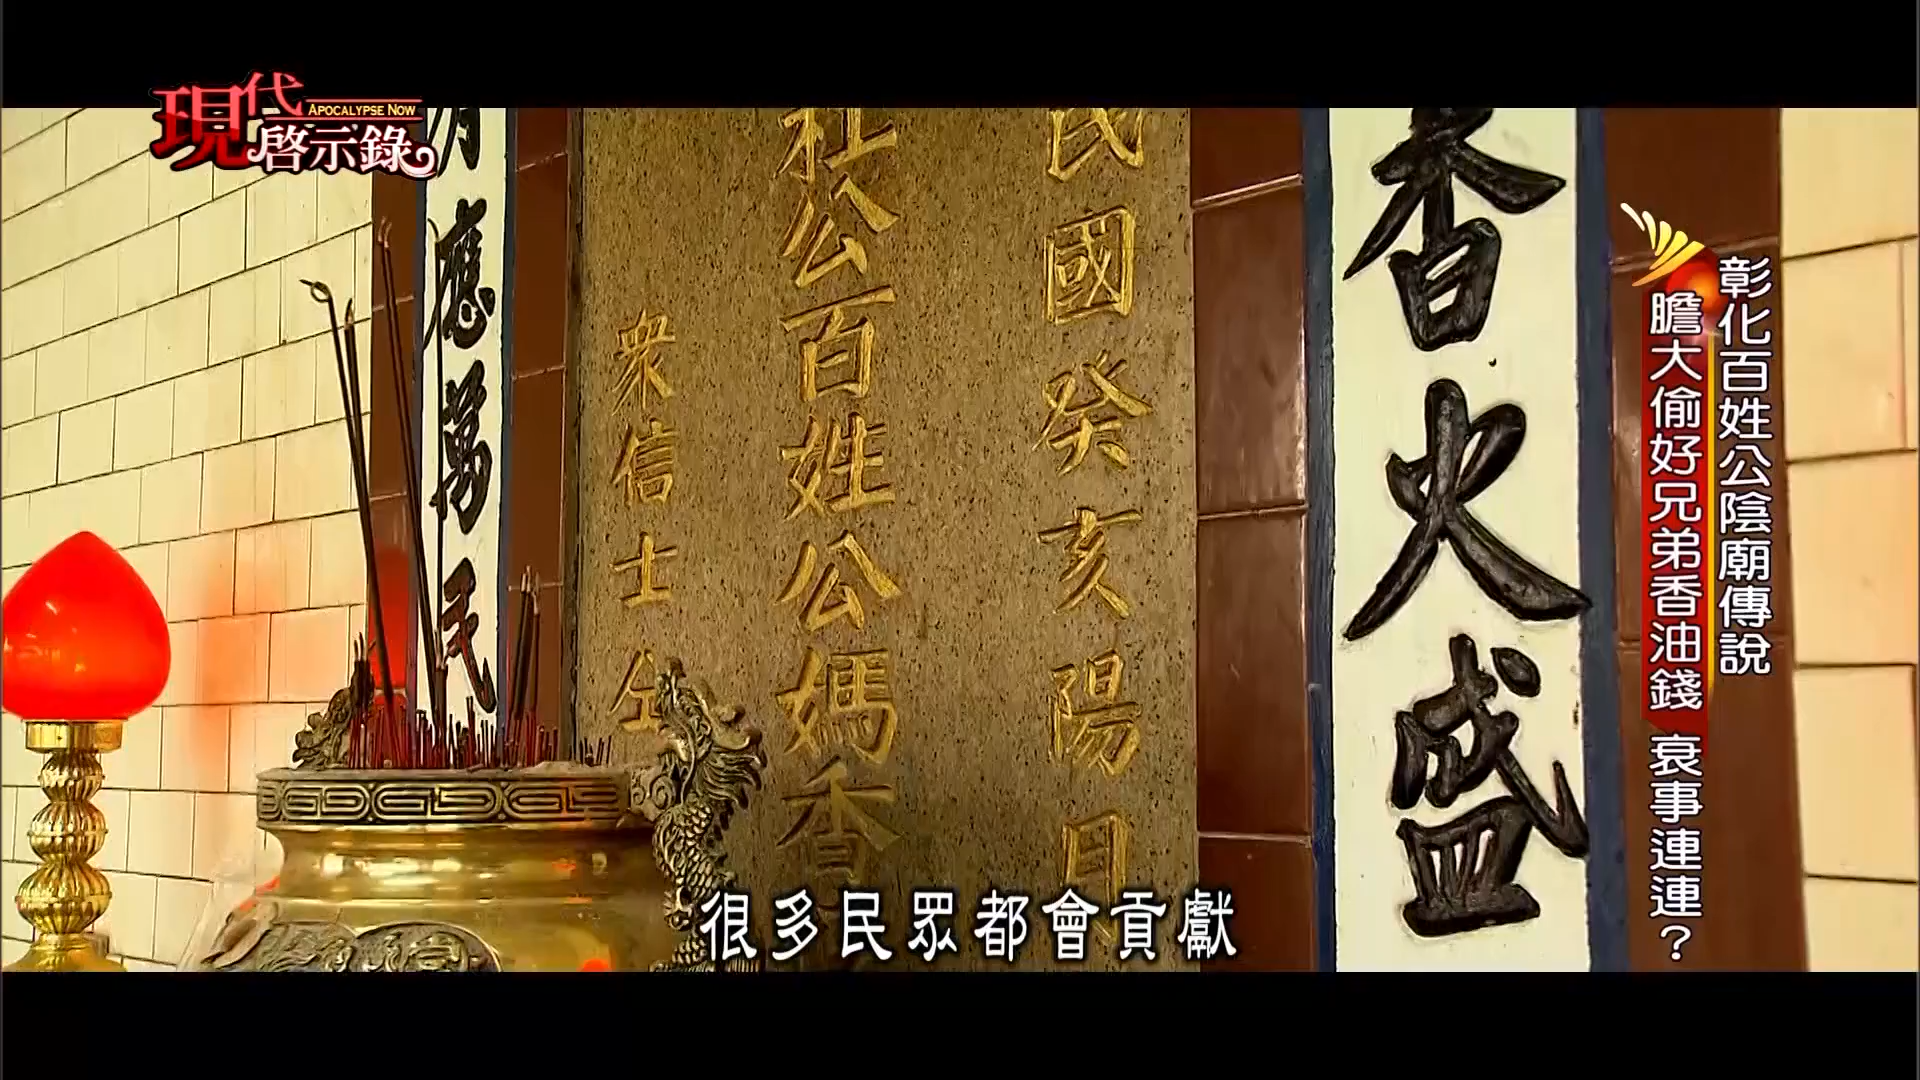 現代啓示錄
APOCALYPSE NOW
彰化百姓公陰廟傳說
膽大偷好兄弟香油錢 衰事連連？
香火盛
民國癸亥陽月
社公百姓公媽香
眾信士仝
應萬民
很多民眾都會貢獻